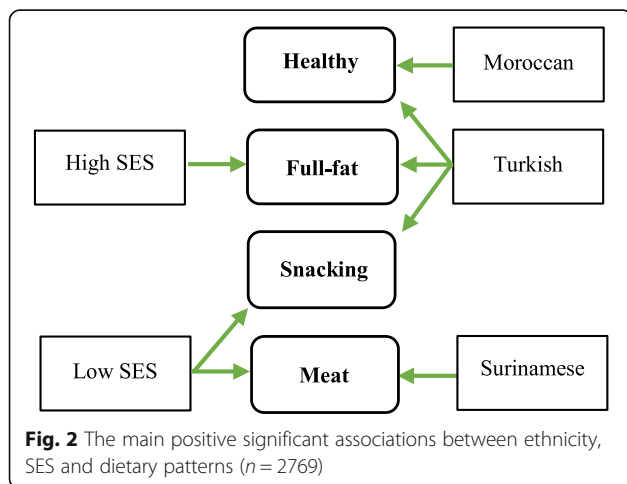 Healthy
Moroccan
High SES
Full-fat
Turkish
Snacking
Low SES
Meat
Surinamese
Fig. 2 The main positive significant associations between ethnicity,
SES and dietary patterns (n = 2769)